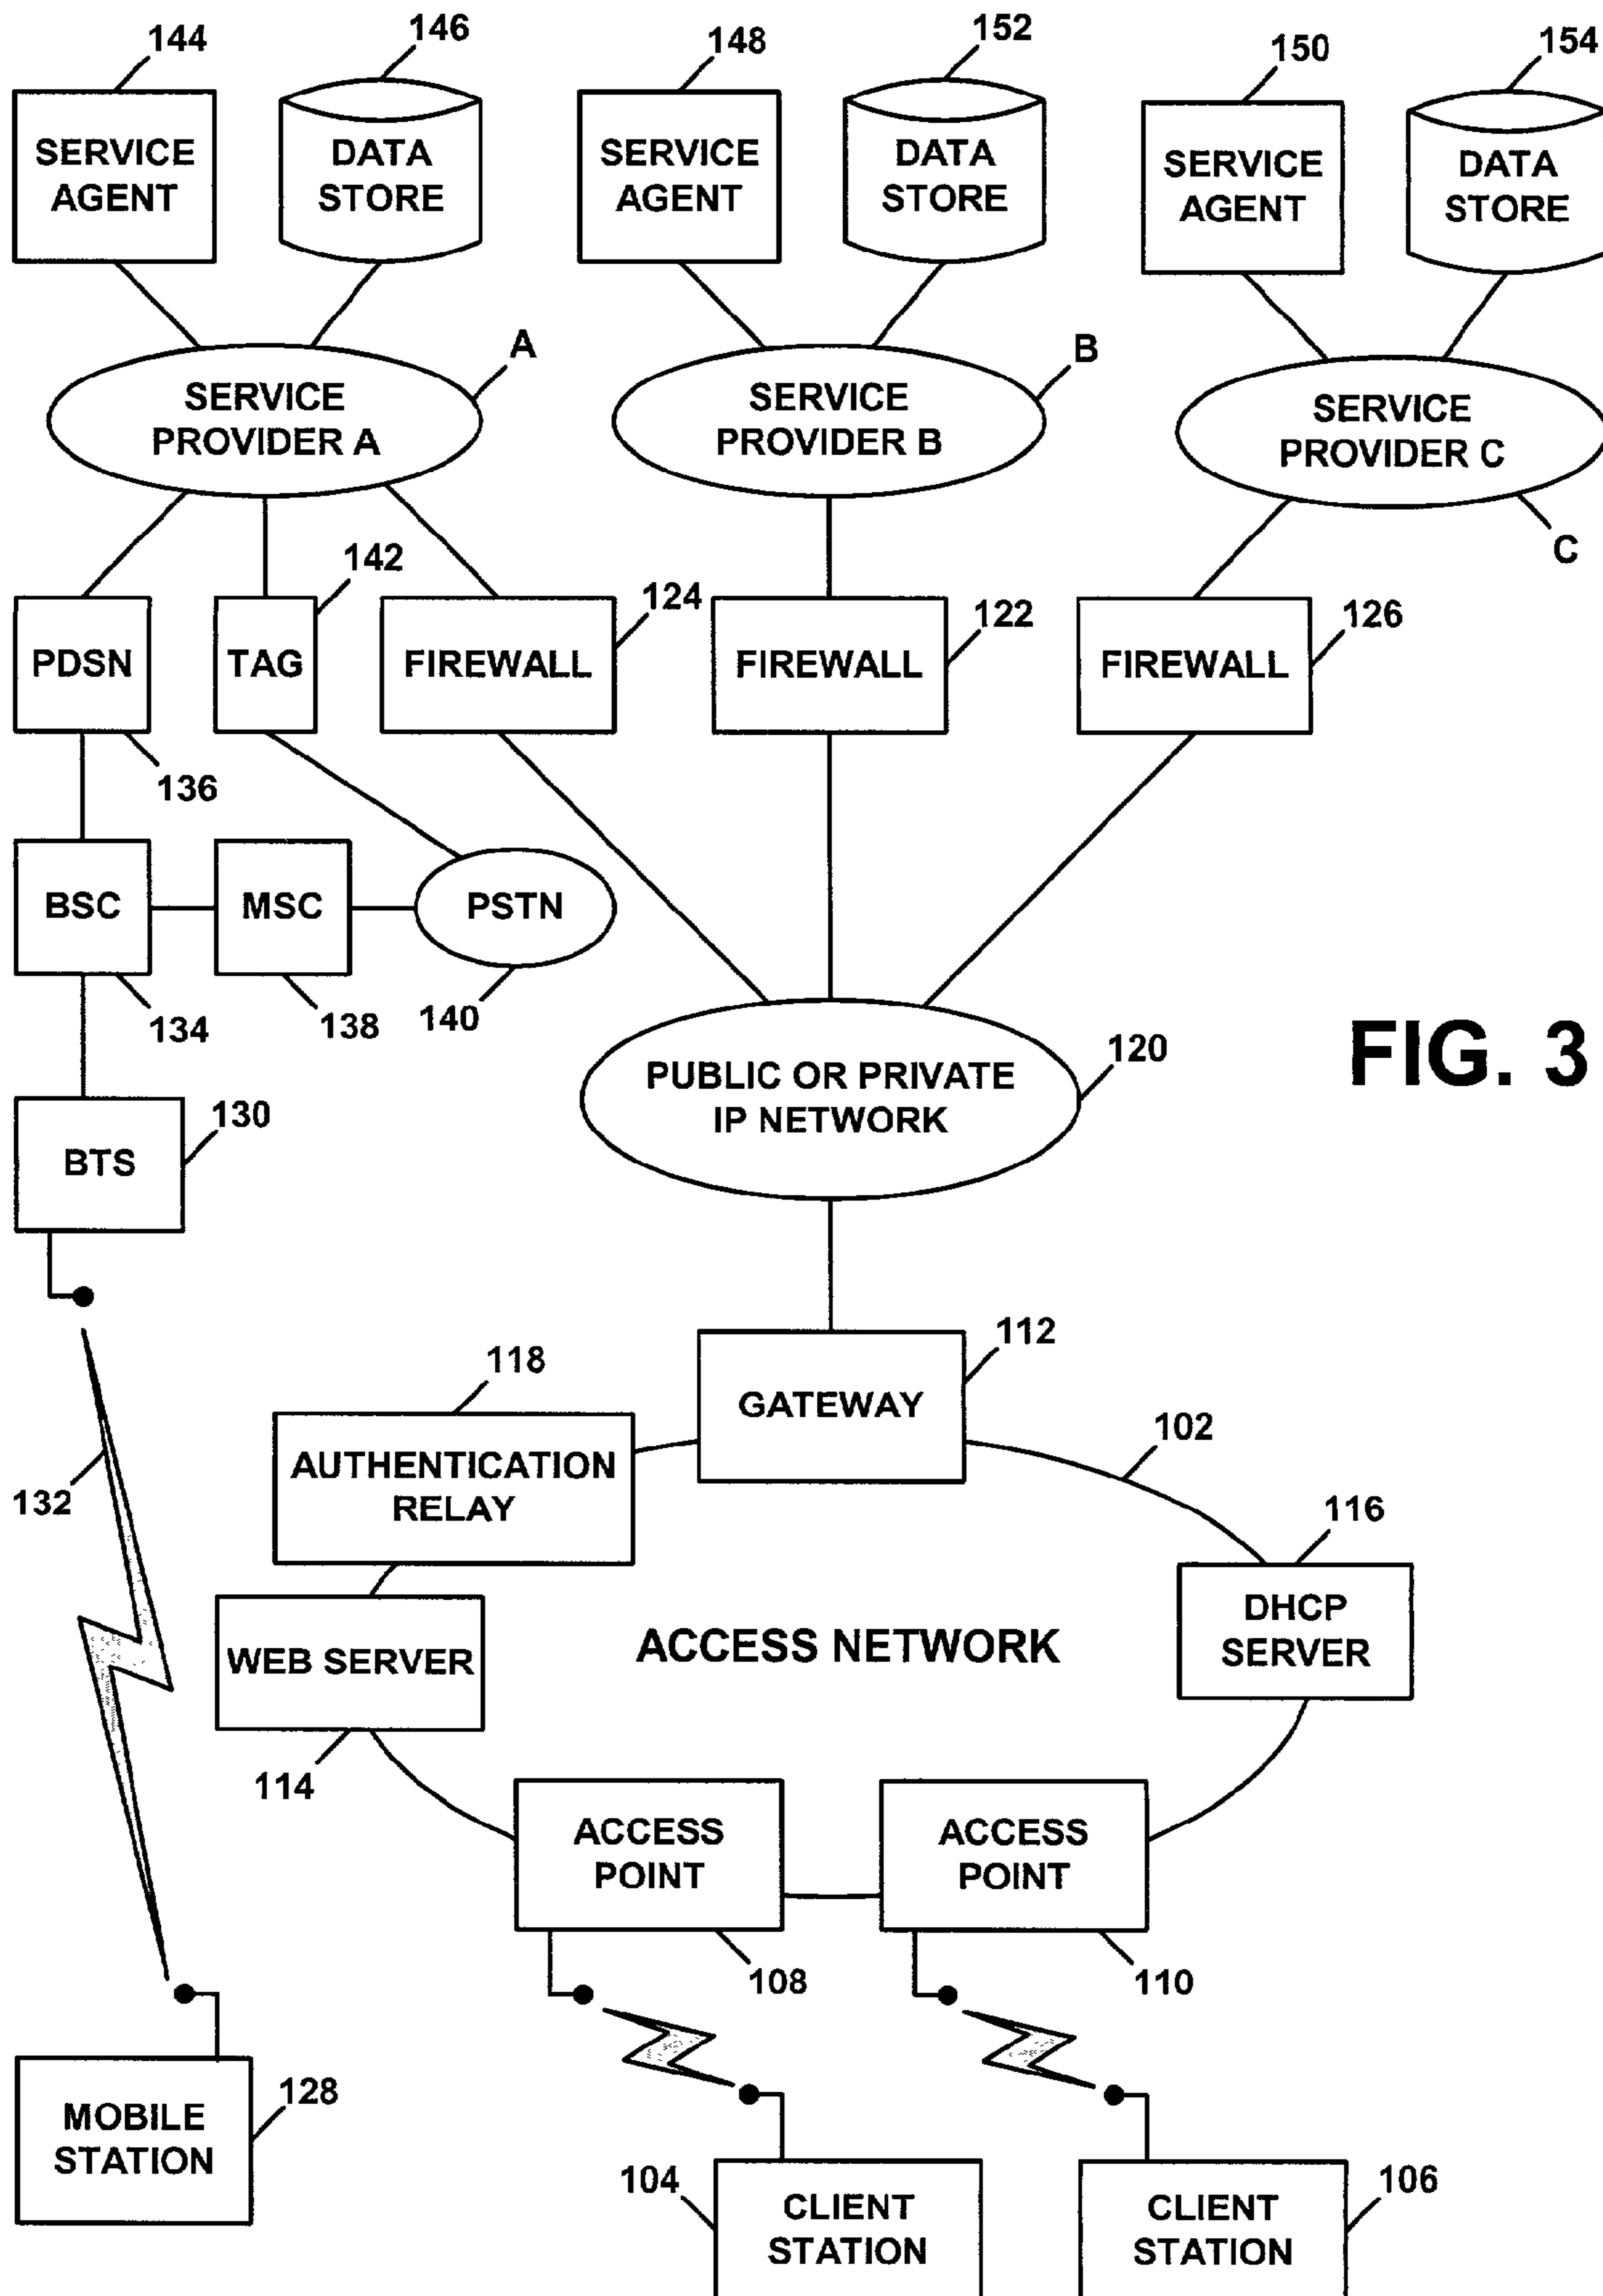 144
146
148
152
150
154
SERVICE
AGENT
DATA
STORE
SERVICE
AGENT
DATA
STORE
SERVICE
AGENT
DATA
STORE
A
B
SERVICE
PROVIDER A
SERVICE
PROVIDER B
SERVICE
PROVIDER C
C
142
124
122
126
PDSN
TAG
FIREWALL
FIREWALL
FIREWALL
136
BSC
MSC
PSTN
134
138
140
FIG. 3
120
PUBLIC OR PRIVATE
IP NETWORK
130
BTS
112
118
GATEWAY
102
AUTHENTICATION
RELAY
132
116
DHCP
SERVER
WEB SERVER
ACCESS NETWORK
114
ACCESS
POINT
ACCESS
POINT
108
110
128
MOBILE
STATION
104
CLIENT
STATION
106
CLIENT
STATION